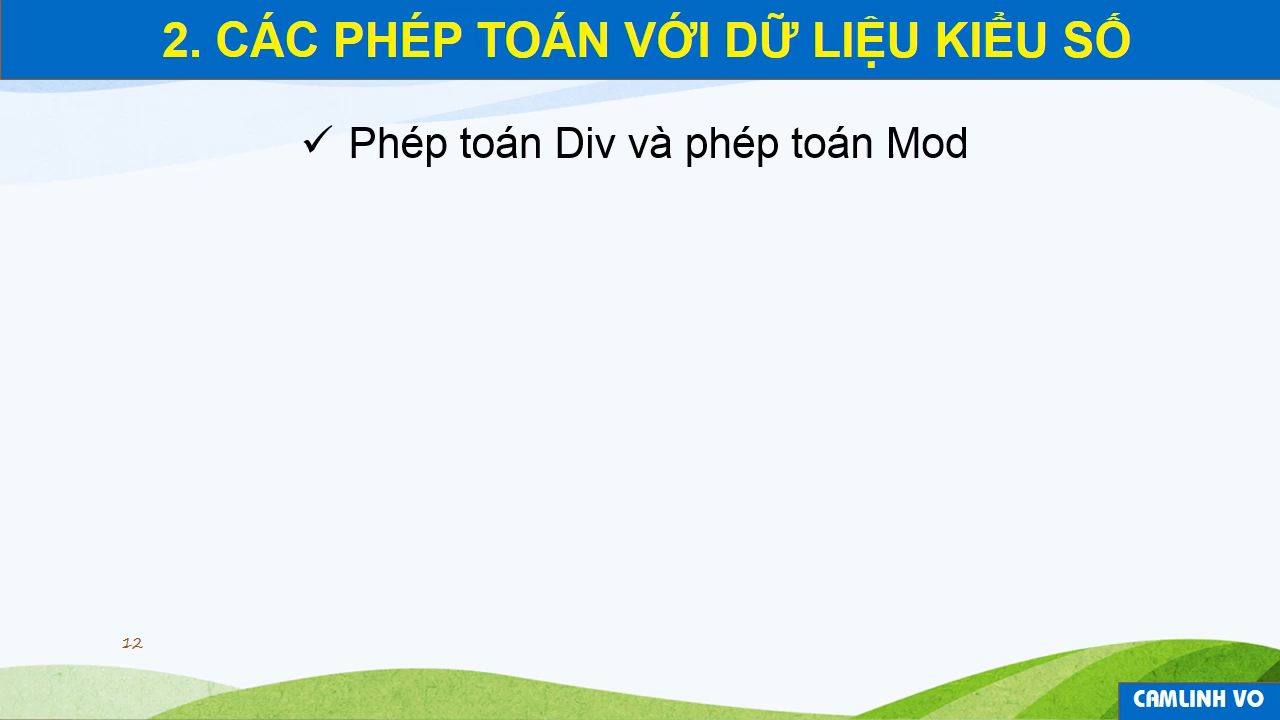 2. CÁC PHÉP TOÁN VỚI DỮ LIỆU KIỂU SỐ
✓ Phép toán Div và phép toán Mod
12
CAMLINH VO